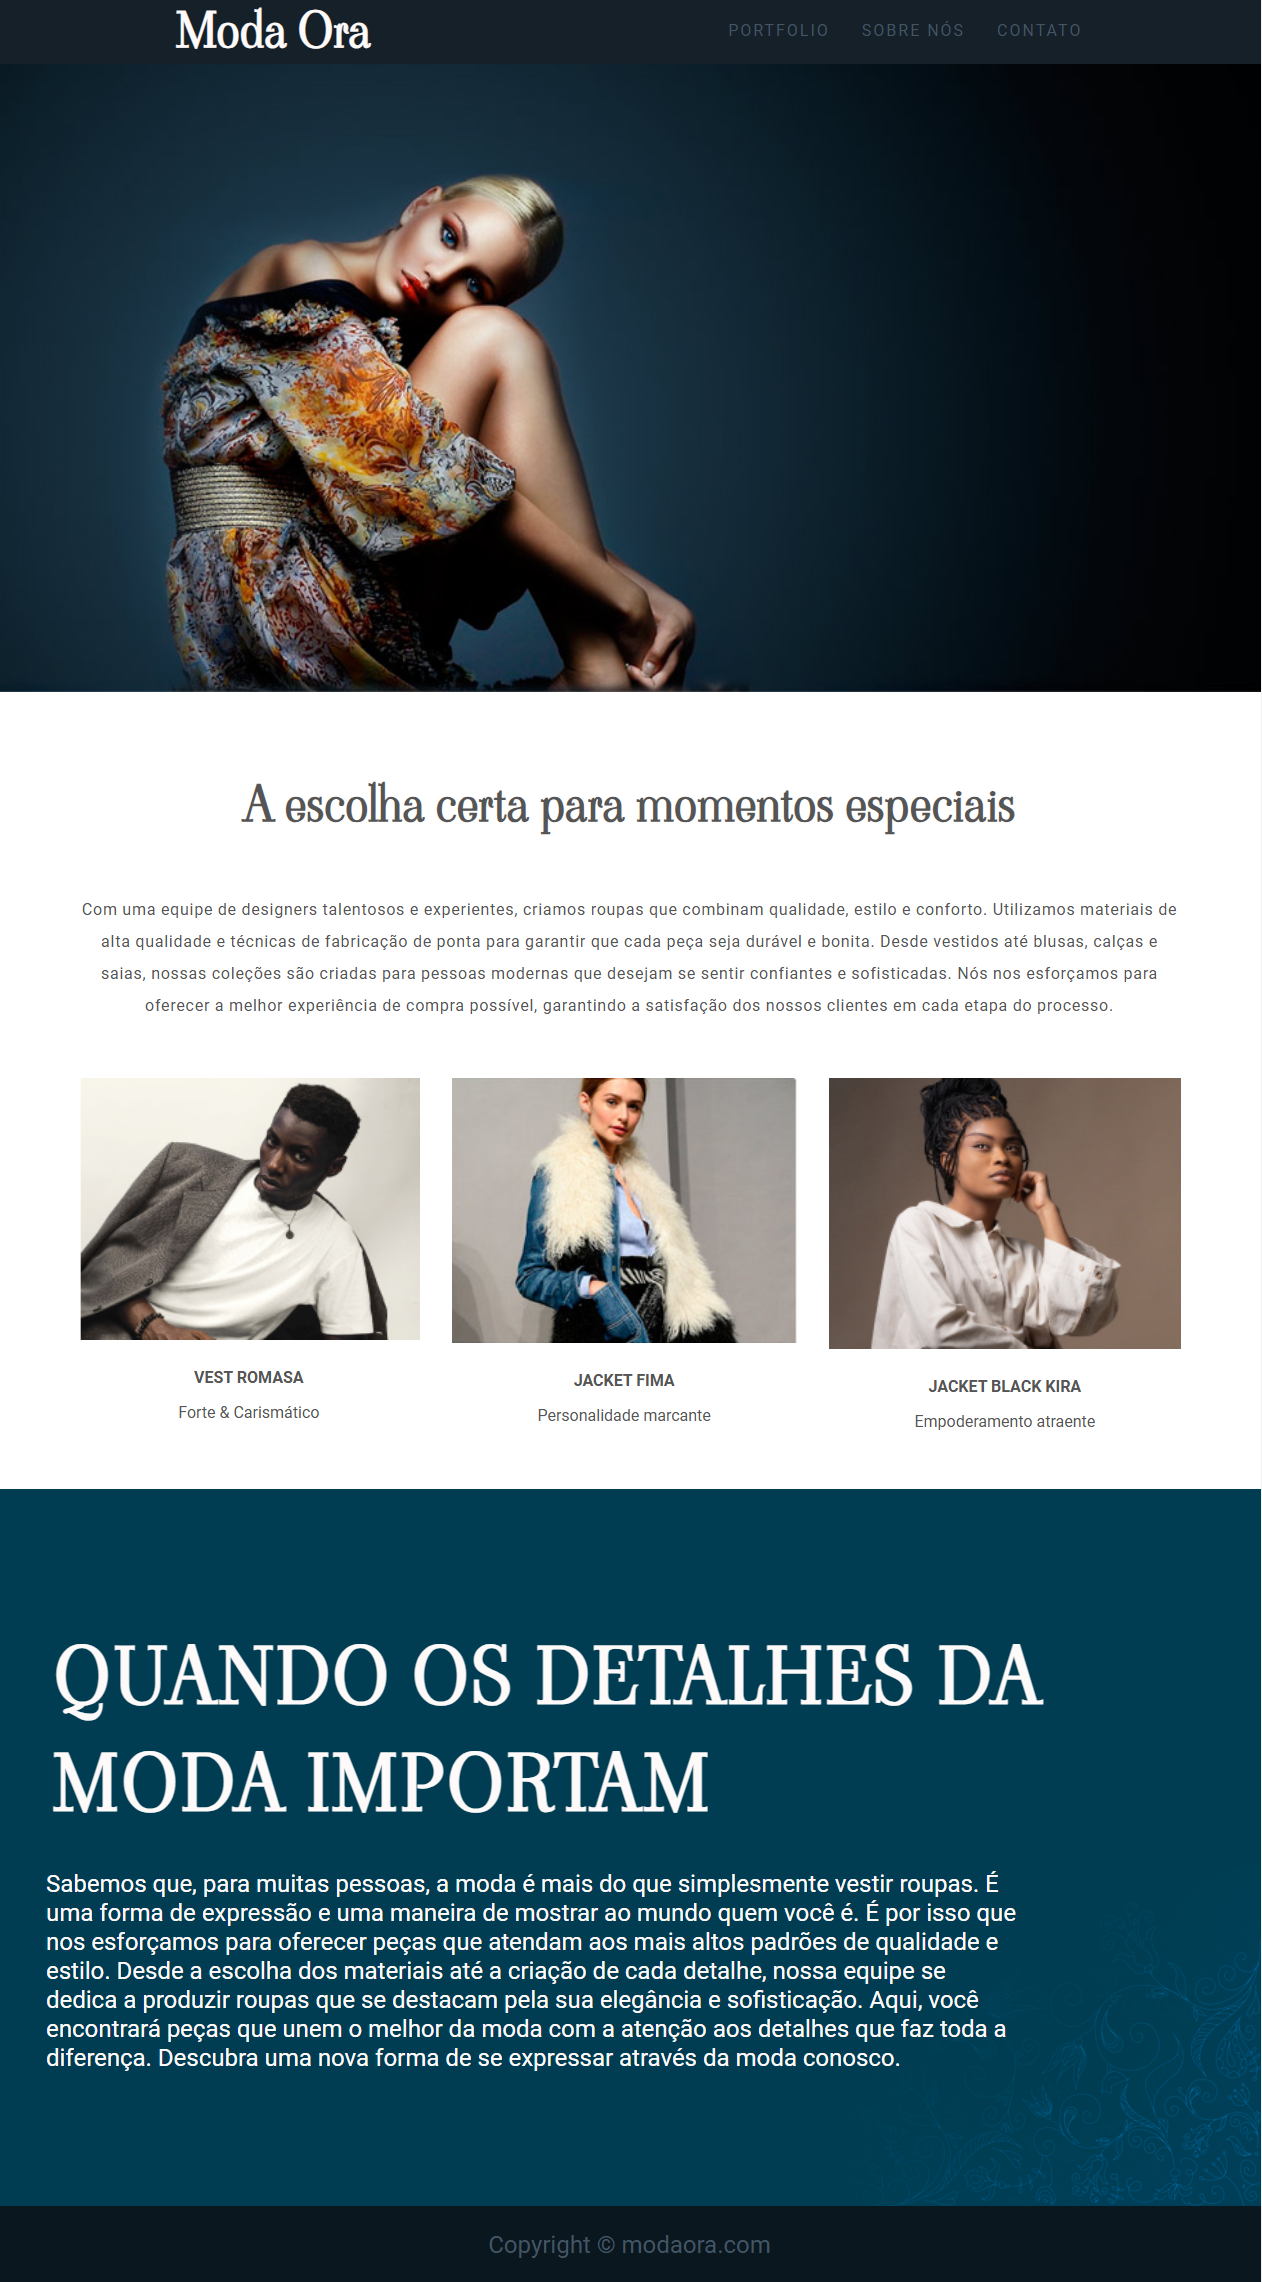 Moda Ora
PORTFOLIO SOBRE NÓS CONTATO
A escolha certa para momentos especiais
Com uma equipe de designers talentosos e experientes, criamos roupas que combinam qualidade, estilo e conforto. Utilizamos materiais de
alta qualidade e técnicas de fabricação de ponta para garantir que cada peça seja durável e bonita. Desde vestidos até blusas, calças e
saias, nossas coleções são criadas para pessoas modernas que desejam se sentir confiantes e sofisticadas. Nós nos esforçamos para
oferecer a melhor experiência de compra possível, garantindo a satisfação dos nossos clientes em cada etapa do processo.
VEST ROMASA
Forte & Carismático
JACKET FIMA
Personalidade marcante
JACKET BLACK KIRA
Empoderamento atraente
QUANDO OS DETALHES DA
MODA IMPORTAM
Sabemos que, para muitas pessoas, a moda é mais do que simplesmente vestir roupas. É
uma forma de expressão e uma maneira de mostrar ao mundo quem você é. É por isso que
nos esforçamos para oferecer peças que atendam aos mais altos padrões de qualidade e
estilo. Desde a escolha dos materiais até a criação de cada detalhe, nossa equipe se
dedica a produzir roupas que se destacam pela sua elegância e sofisticação. Aqui, você
encontrará peças que unem o melhor da moda com a atenção aos detalhes que faz toda a
diferença. Descubra uma nova forma de se expressar através da moda conosco.
Copyright © modaora.com